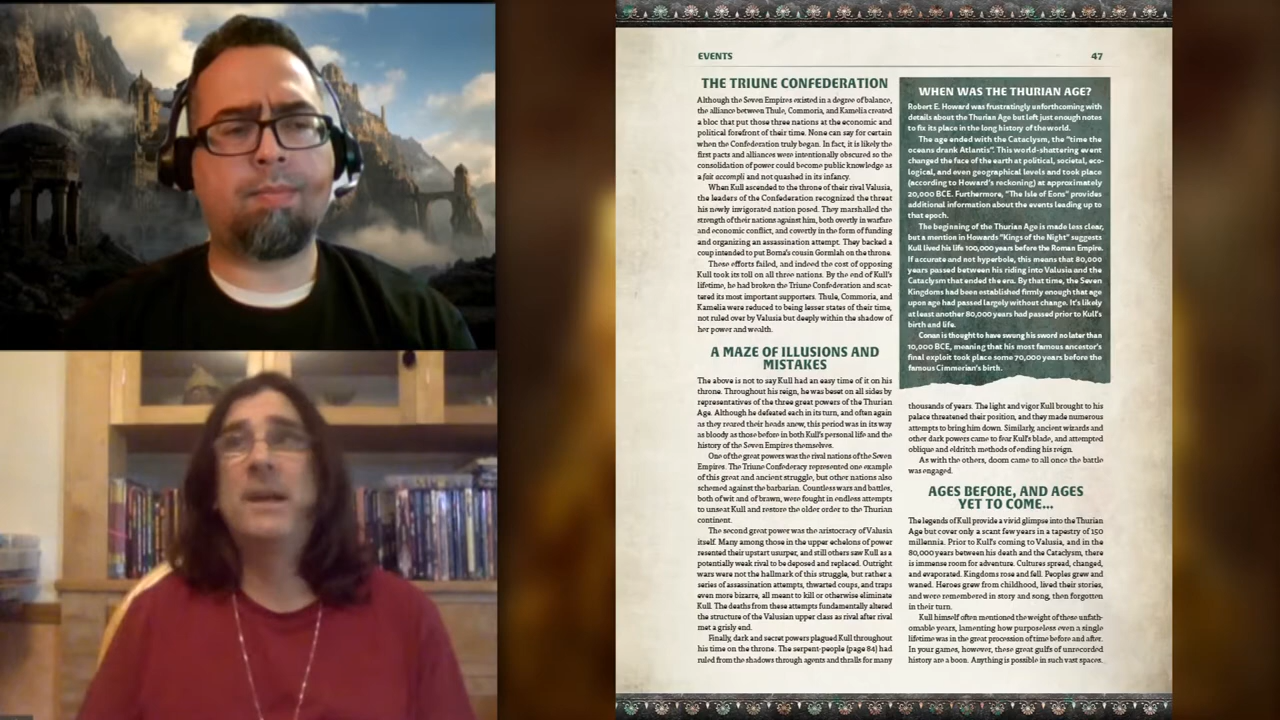 EVENTS
47
THE TRIUNE CONFEDERATION
Although the Seven Empires existed in a degree of balance,
the alliance between Thule, Commoria, and Kamelia created
a bloc that put those three nations at the economic and
political forefront of their time. None can say for certain
when the Confederation truly began. In fact, it is likely the
first pacts and alliances were intentionally obscured so the
consolidation of power could become public knowledge as
a fait accompli and not quashed in its infancy.
When Kull ascended to the throne of their rival Valusia,
the leaders of the Confederation recognized the threat
his newly invigorated nation posed. They marshalled the
strength of their nations against him, both overtly in warfare
and economic conflict, and covertly in the form of funding
and organizing an assassination attempt. They backed a
coup intended to put Borna's cousin Gormlah on the throne.
These efforts failed, and indeed the cost of opposing
Kull took its toll on all three nations. By the end of Kull's
lifetime, he had broken the Triune Confederation and scat-
tered its most important supporters. Thule, Commoria, and
Kamelia were reduced to being lesser states of their time,
not ruled over by Valusia but deeply within the shadow of
her power and wealth.
A MAZE OF ILLUSIONS AND
MISTAKES
The above is not to say Kull had an easy time of it on his
throne. Throughout his reign, he was beset on all sides by
representatives of the three great powers of the Thurian
Age. Although he defeated each in its turn, and often again
as they reared their heads anew, this period was in its way
as bloody as those before in both Kull's personal life and the
history of the Seven Empires themselves.
One of the great powers was the rival nations of the Seven
Empires. The Triune Confederacy represented one example
of this great and ancient struggle, but other nations also
schemed against the barbarian. Countless wars and battles,
both of wit and of brawn, were fought in endless attempts
to unseat Kull and restore the older order to the Thurian
continent.
The second great power was the aristocracy of Valusia
itself. Many among those in the upper echelons of power
resented their upstart usurper, and still others saw Kull as a
potentially weak rival to be deposed and replaced. Outright
wars were not the hallmark of this struggle, but rather a
series of assassination attempts, thwarted coups, and traps
even more bizarre, all meant to kill or otherwise eliminate
Kull. The deaths from these attempts fundamentally altered
the structure of the Valusian upper class as rival after rival
met a grisly end.
Finally, dark and secret powers plagued Kull throughout
his time on the throne. The serpent-people (page 84) had
ruled from the shadows through agents and thralls for many
WHEN WAS THE THURIAN AGE?
Robert E. Howard was frustratingly unforthcoming with
details about the Thurian Age but left just enough notes
to fix its place in the long history of the world.
The age ended with the Cataclysm, the "time the
oceans drank Atlantis". This world-shattering event
changed the face of the earth at political, societal, eco-
logical, and even geographical levels and took place
(according to Howard's reckoning) at approximately
20,000 BCE. Furthermore, "The Isle of Eons" provides
additional information about the events leading up to
that epoch.
The beginning of the Thurian Age is made less clear,
but a mention in Howards "Kings of the Night" suggests
Kull lived his life 100,000 years before the Roman Empire.
If accurate and not hyperbole, this means that 80,000
years passed between his riding into Valusia and the
Cataclysm that ended the era. By that time, the Seven
Kingdoms had been established firmly enough that age
upon age had passed largely without change. It's likely
at least another 80,000 years had passed prior to Kull's
birth and life.
Conan is thought to have swung his sword no later than
10,000 BCE, meaning that his most famous ancestor's
final exploit took place some 70,000 years before the
famous Cimmerian's birth.
thousands of years. The light and vigor Kull brought to his
palace threatened their position, and they made numerous
attempts to bring him down. Similarly, ancient wizards and
other dark powers came to fear Kull's blade, and attempted
oblique and eldritch methods of ending his reign.
As with the others, doom came to all once the battle
was engaged.
AGES BEFORE, AND AGES
YET TO COME...
The legends of Kull provide a vivid glimpse into the Thurian
Age but cover only a scant few years in a tapestry of 150
millennia. Prior to Kull's coming to Valusia, and in the
80,000 years between his death and the Cataclysm, there
is immense room for adventure. Cultures spread, changed,
and evaporated. Kingdoms rose and fell. Peoples grew and
waned. Heroes grew from childhood, lived their stories,
and were remembered in story and song, then forgotten
in their turn.
Kull himself often mentioned the weight of these unfath-
omable years, lamenting how purposeless even a single
lifetime was in the great procession of time before and after.
In your games, however, these great gulfs of unrecorded
history are a boon. Anything is possible in such vast spaces.